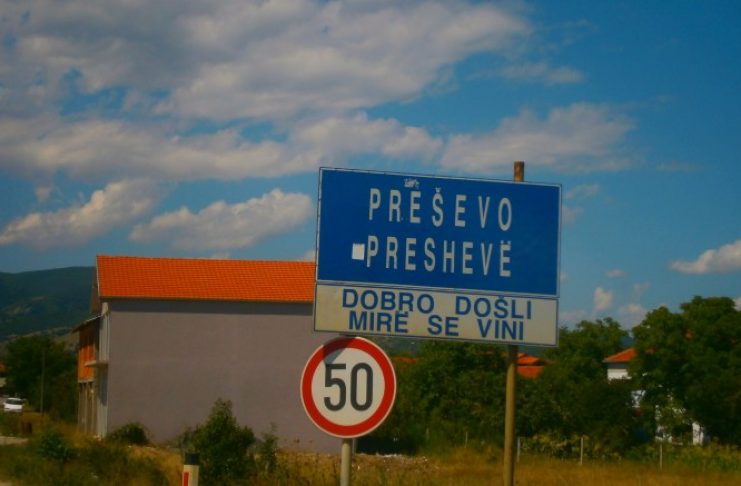 PREŠEVO
PRESHEVË
DOBRO DOŠLI
MIRË SE VINI
50